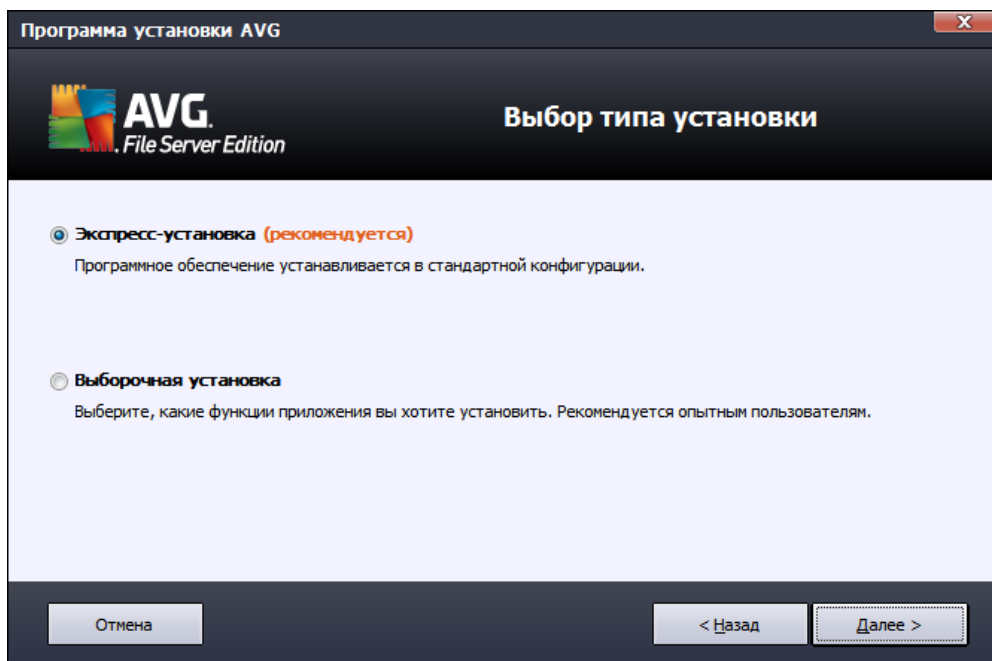 Программа установки AVG
X
AVG.
File Server Edition
Выбор типа установки
Экспресс-установка (рекомендуется)
Программное обеспечение устанавливается в стандартной конфигурации.
Выборочная установка
Выберите, какие функции приложения вы хотите установить. Рекомендуется опытным пользователям.
Отмена
< Назад
Далее >